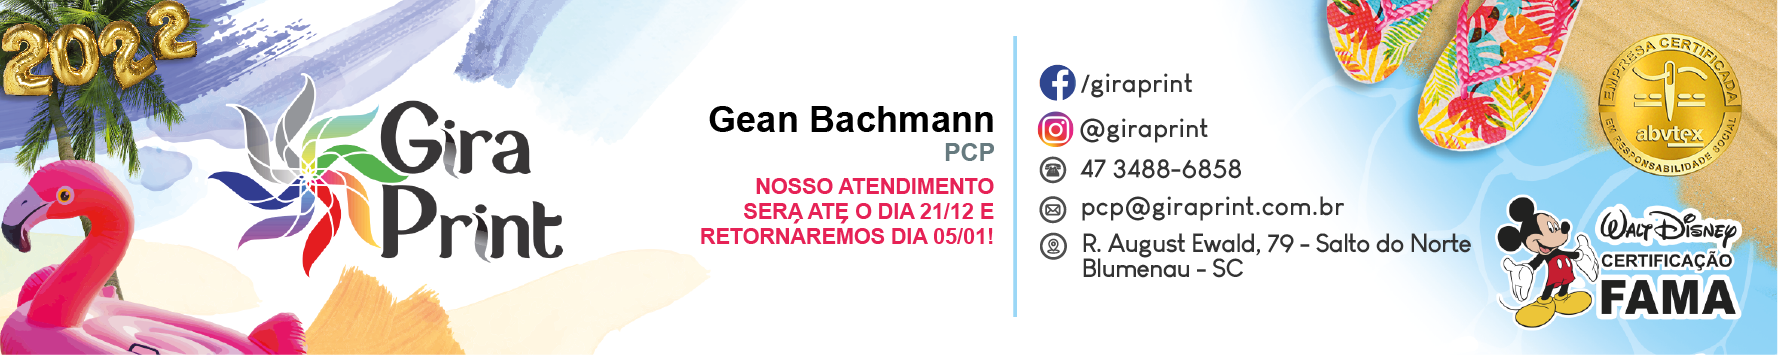 2022
Gira
Print
Gean Bachmann
PCP
NOSSO ATENDIMENTO
SERA ATÉ O DIA 21/12 E
RETORNAREMOS DIA 05/01!
/giraprint
@giraprint
47 3488-6858
pcp@giraprint.com.br
R. August Ewald, 79 - Salto do Norte
Blumenau - SC
EMPRESA CERTIFICADA
abvtex
EM RESPONSABILIDADE SOCIAL
WALT DISNEY
CERTIFICAÇÃO
FAMA